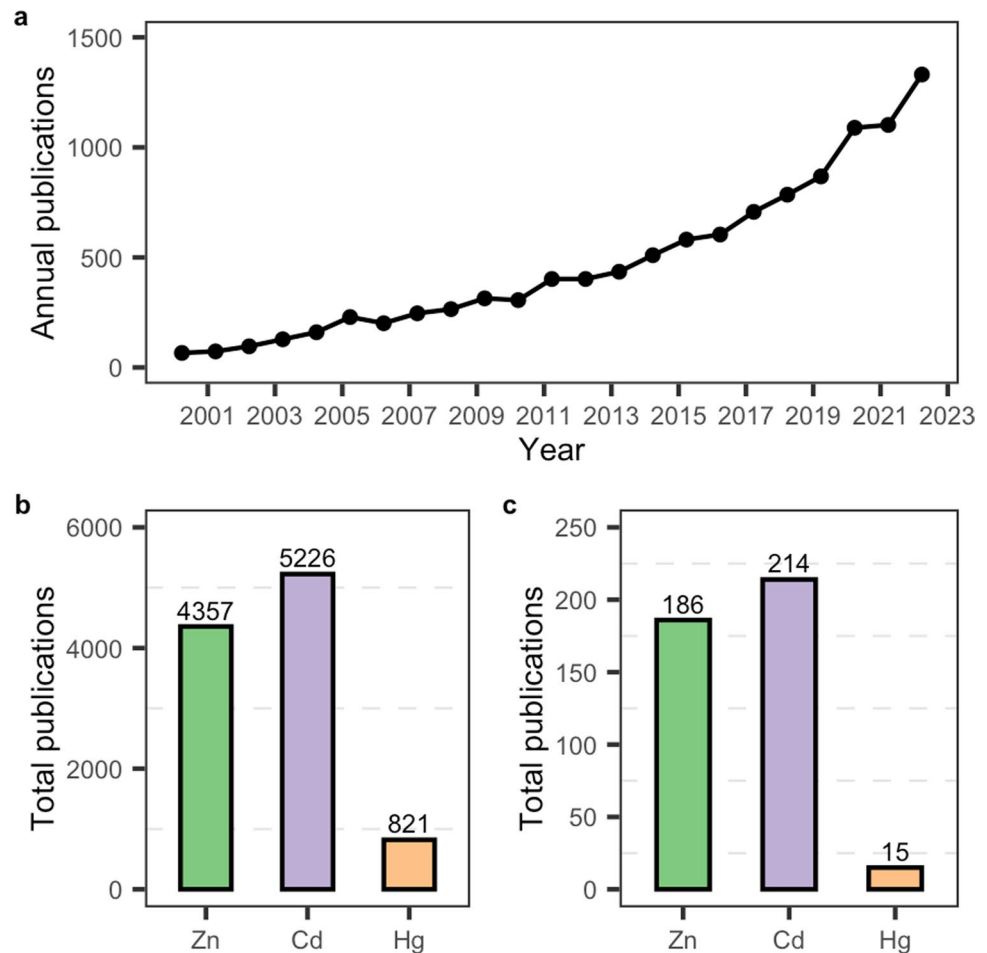 a
1500
1000
500
0
Annual publications
2001 2003 2005 2007 2009 2011 2013 2015 2017 2019 2021 2023
Year
b
6000
4000
2000
0
Total publications
4357
5226
821
Zn Cd Hg
c
250
200
150
100
50
0
Total publications
186
214
15
Zn Cd Hg